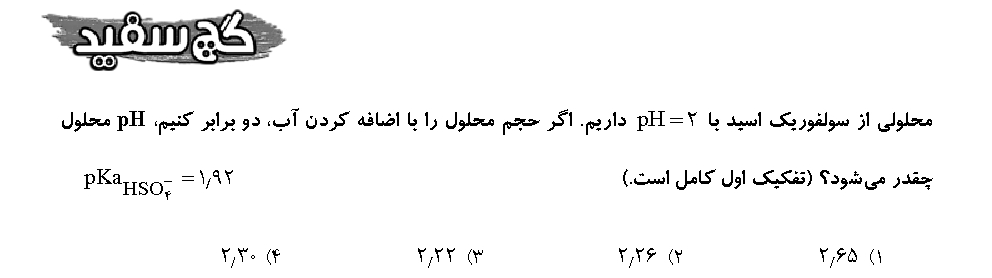 گچ سفید
محلولی از سولفوریک اسید با pH = ۲ داریم. اگر حجم محلول را با اضافه کردن آب، دو برابر کنیم، pH محلول
چقدر می‌شود؟ (تفکیک اول کامل است.) pKa HSO۴⁻ = ۱٫۹۲
۱) ۲٫۶۵ ۲) ۲٫۲۶ ۳) ۲٫۲۲ ۴) ۲٫۳۰